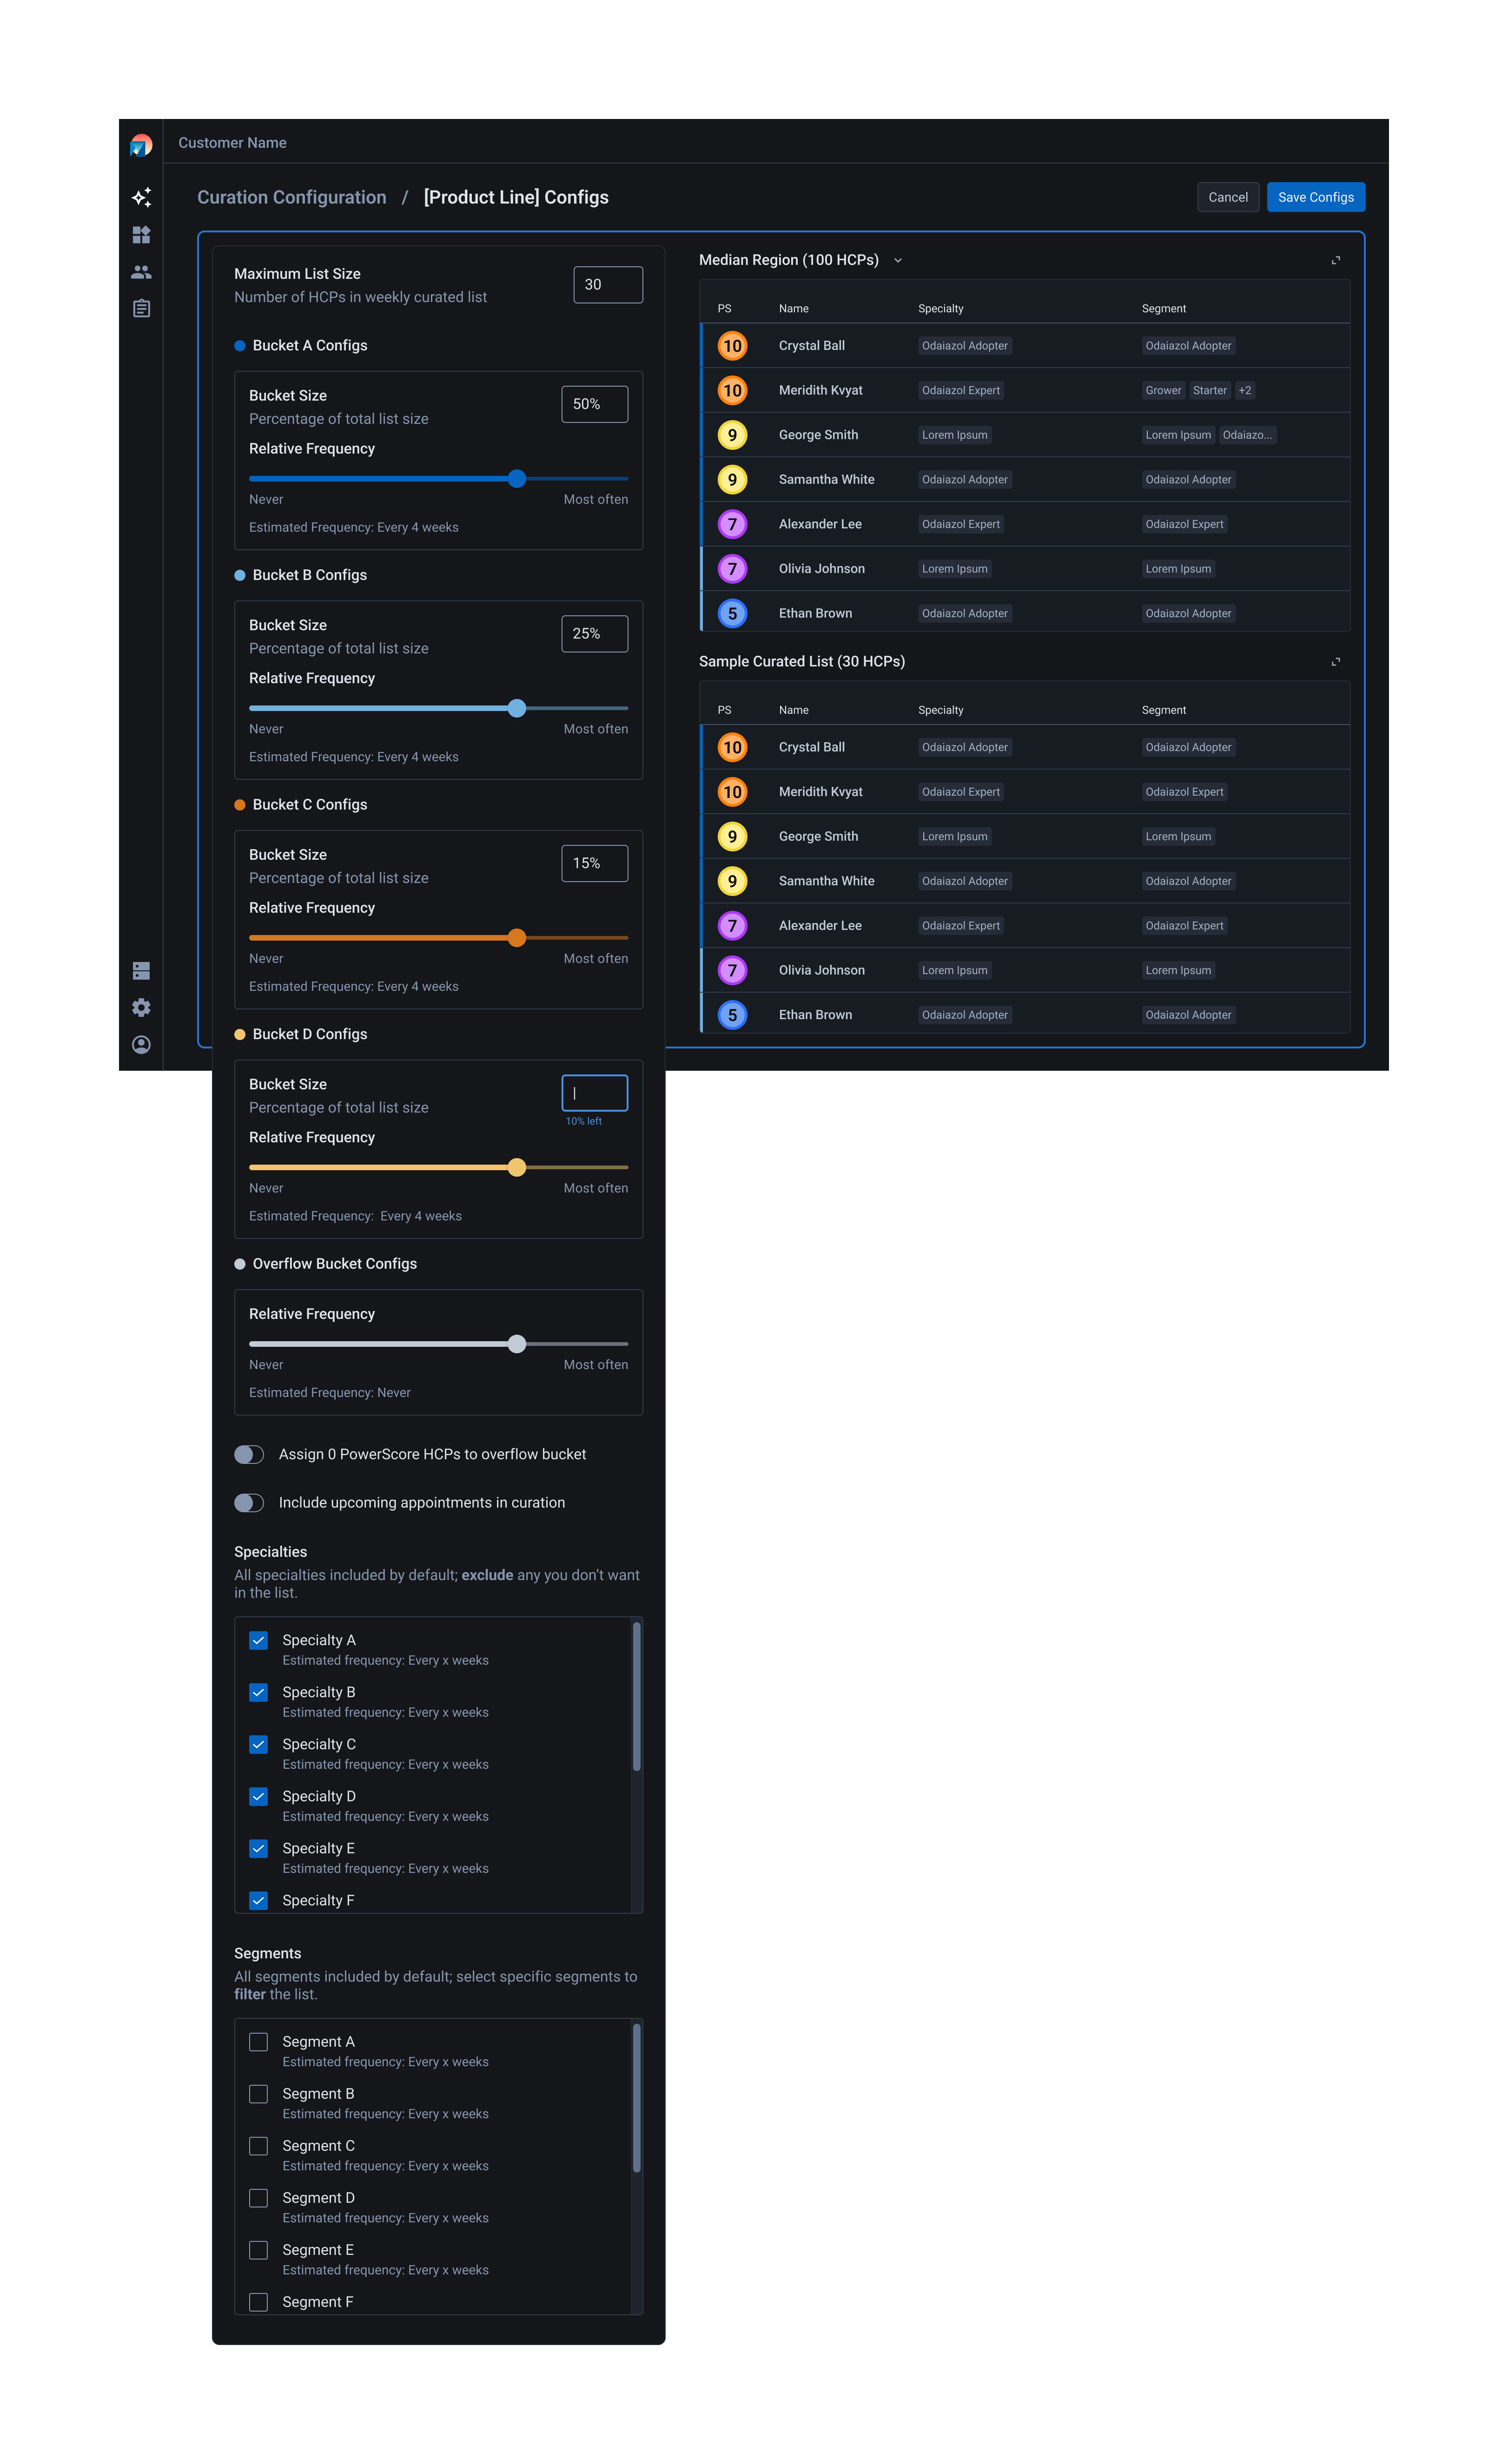 Customer Name
Curation Configuration / [Product Line] Configs
Cancel
Save Configs
Maximum List Size
Number of HCPs in weekly curated list
30
Bucket A Configs
Bucket Size
Percentage of total list size
50%
Relative Frequency
Never
Most often
Estimated Frequency: Every 4 weeks
Bucket B Configs
Bucket Size
Percentage of total list size
25%
Relative Frequency
Never
Most often
Estimated Frequency: Every 4 weeks
Bucket C Configs
Bucket Size
Percentage of total list size
15%
Relative Frequency
Never
Most often
Estimated Frequency: Every 4 weeks
Bucket D Configs
Bucket Size
Percentage of total list size
10% left
Relative Frequency
Never
Most often
Estimated Frequency: Every 4 weeks
Overflow Bucket Configs
Relative Frequency
Never
Most often
Estimated Frequency: Never
Assign 0 PowerScore HCPs to overflow bucket
Include upcoming appointments in curation
Specialties
All specialties included by default; exclude any you don't want
in the list.
Specialty A
Estimated frequency: Every x weeks
Specialty B
Estimated frequency: Every x weeks
Specialty C
Estimated frequency: Every x weeks
Specialty D
Estimated frequency: Every x weeks
Specialty E
Estimated frequency: Every x weeks
Specialty F
Segments
All segments included by default; select specific segments to
filter the list.
Segment A
Estimated frequency: Every x weeks
Segment B
Estimated frequency: Every x weeks
Segment C
Estimated frequency: Every x weeks
Segment D
Estimated frequency: Every x weeks
Segment E
Estimated frequency: Every x weeks
Segment F
Median Region (100 HCPs)
PS Name Specialty Segment
10 Crystal Ball Odaiazol Adopter Odaiazol Adopter
10 Meridith Kvyat Odaiazol Expert Grower Starter +2
9 George Smith Lorem Ipsum Lorem Ipsum Odaiazo...
9 Samantha White Odaiazol Adopter Odaiazol Adopter
7 Alexander Lee Odaiazol Expert Odaiazol Expert
7 Olivia Johnson Lorem Ipsum Lorem Ipsum
5 Ethan Brown Odaiazol Adopter Odaiazol Adopter
Sample Curated List (30 HCPs)
PS Name Specialty Segment
10 Crystal Ball Odaiazol Adopter Odaiazol Adopter
10 Meridith Kvyat Odaiazol Expert Odaiazol Expert
9 George Smith Lorem Ipsum Lorem Ipsum
9 Samantha White Odaiazol Adopter Odaiazol Adopter
7 Alexander Lee Odaiazol Expert Odaiazol Expert
7 Olivia Johnson Lorem Ipsum Lorem Ipsum
5 Ethan Brown Odaiazol Adopter Odaiazol Adopter